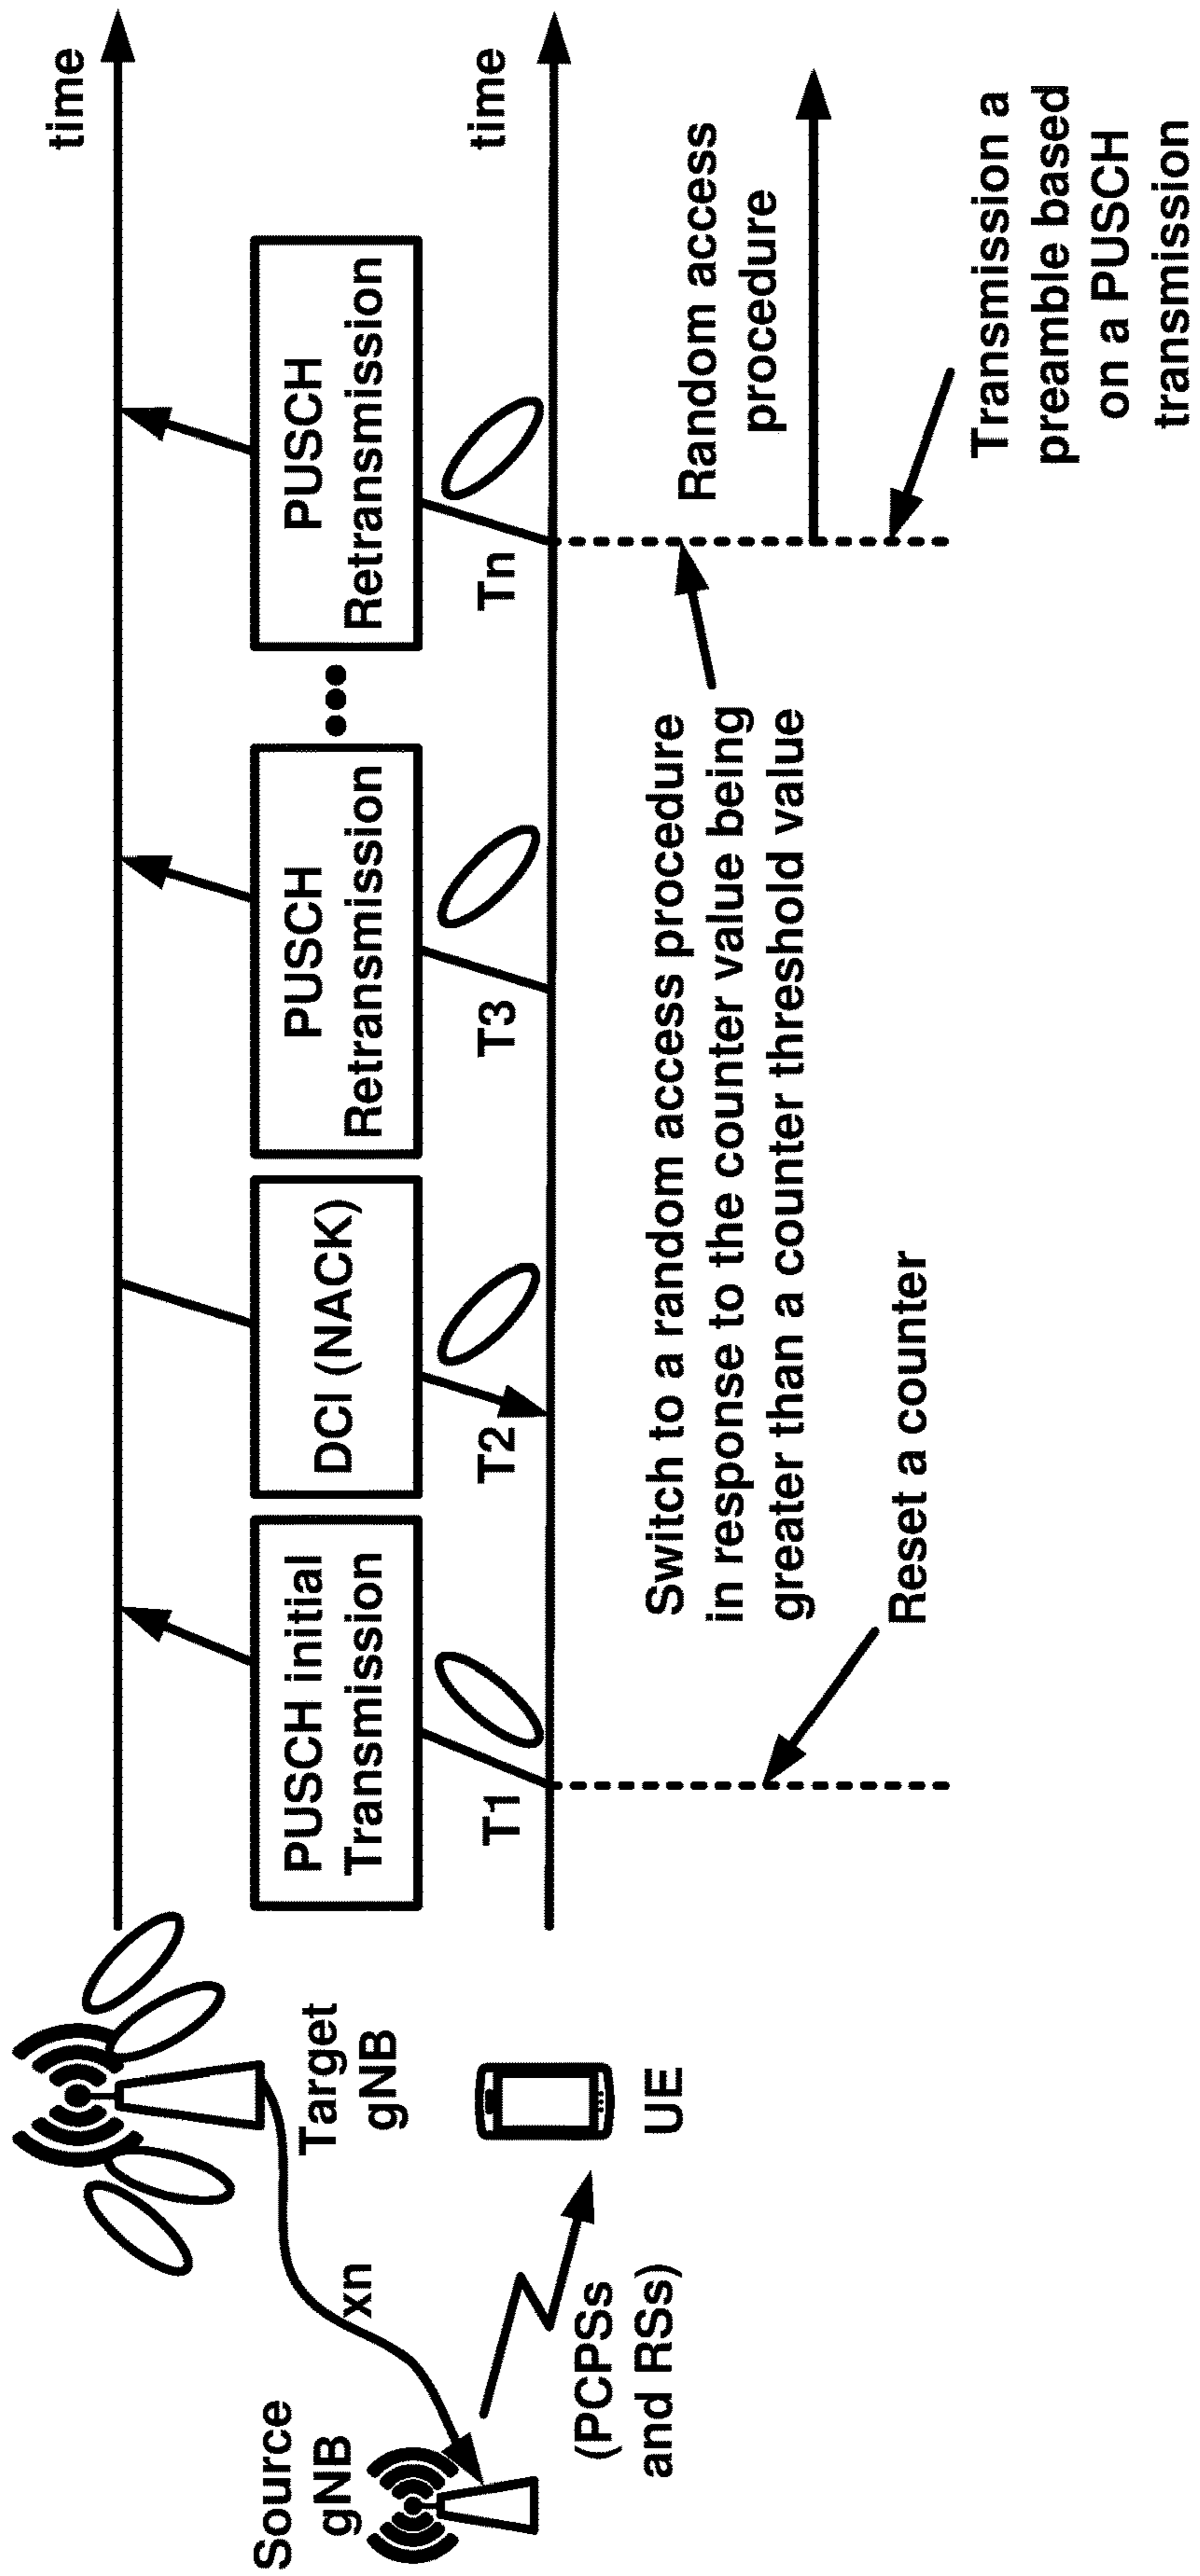 Source
gNB
xn
Target
gNB
(PCPSs
and RSs)
UE
time
PUSCH initial
Transmission
DCI (NACK)
PUSCH
Retransmission
PUSCH
Retransmission
T1
T2
T3
Tn
time
Switch to a random access procedure
in response to the counter value being
greater than a counter threshold value
Random access
procedure
Reset a counter
Transmission a
preamble based
on a PUSCH
transmission